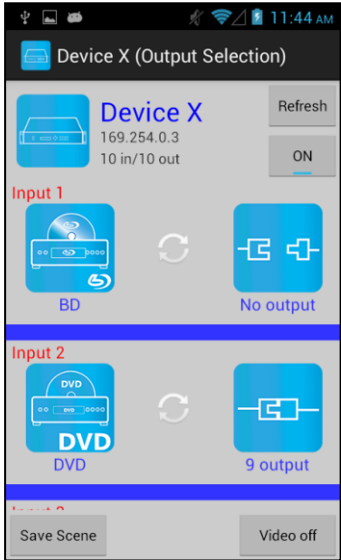 11:44 AM
Device X (Output Selection)
Device X
169.254.0.3
10 in/10 out
Refresh
ON
Input 1
BD
No output
Input 2
DVD
DVD
DVD
9 output
Save Scene
Video off